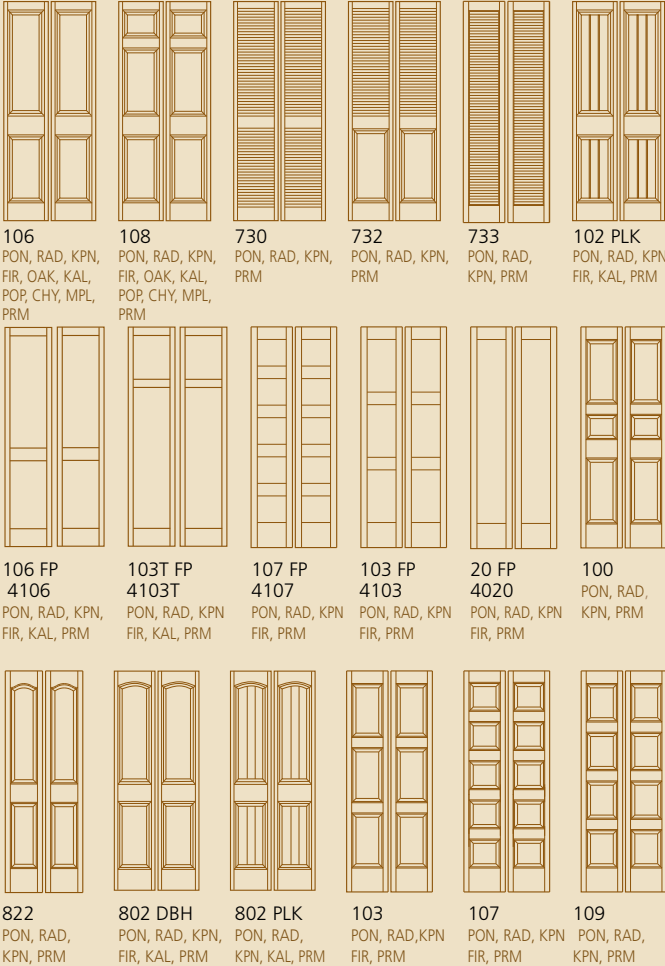 106
PON, RAD, KPN,
FIR, OAK, KAL,
POP, CHY, MPL,
PRM
108
PON, RAD, KPN,
FIR, OAK, KAL,
POP, CHY, MPL,
PRM
730
PON, RAD, KPN,
PRM
732
PON, RAD, KPN,
PRM
733
PON, RAD,
KPN, PRM
102 PLK
PON, RAD, KPN
FIR, KAL, PRM
106 FP
4106
PON, RAD, KPN,
FIR, KAL, PRM
103T FP
4103T
PON, RAD, KPN
FIR, KAL, PRM
107 FP
4107
PON, RAD, KPN
FIR, PRM
103 FP
4103
PON, RAD, KPN
FIR, PRM
20 FP
4020
PON, RAD, KPN
FIR, PRM
100
PON, RAD,
KPN, PRM
822
PON, RAD,
KPN, PRM
802 DBH
PON, RAD, KPN,
FIR, KAL, PRM
802 PLK
PON, RAD,
KPN, KAL, PRM
103
PON, RAD,KPN
FIR, PRM
107
PON, RAD, KPN
FIR, PRM
109
PON, RAD,
KPN, PRM